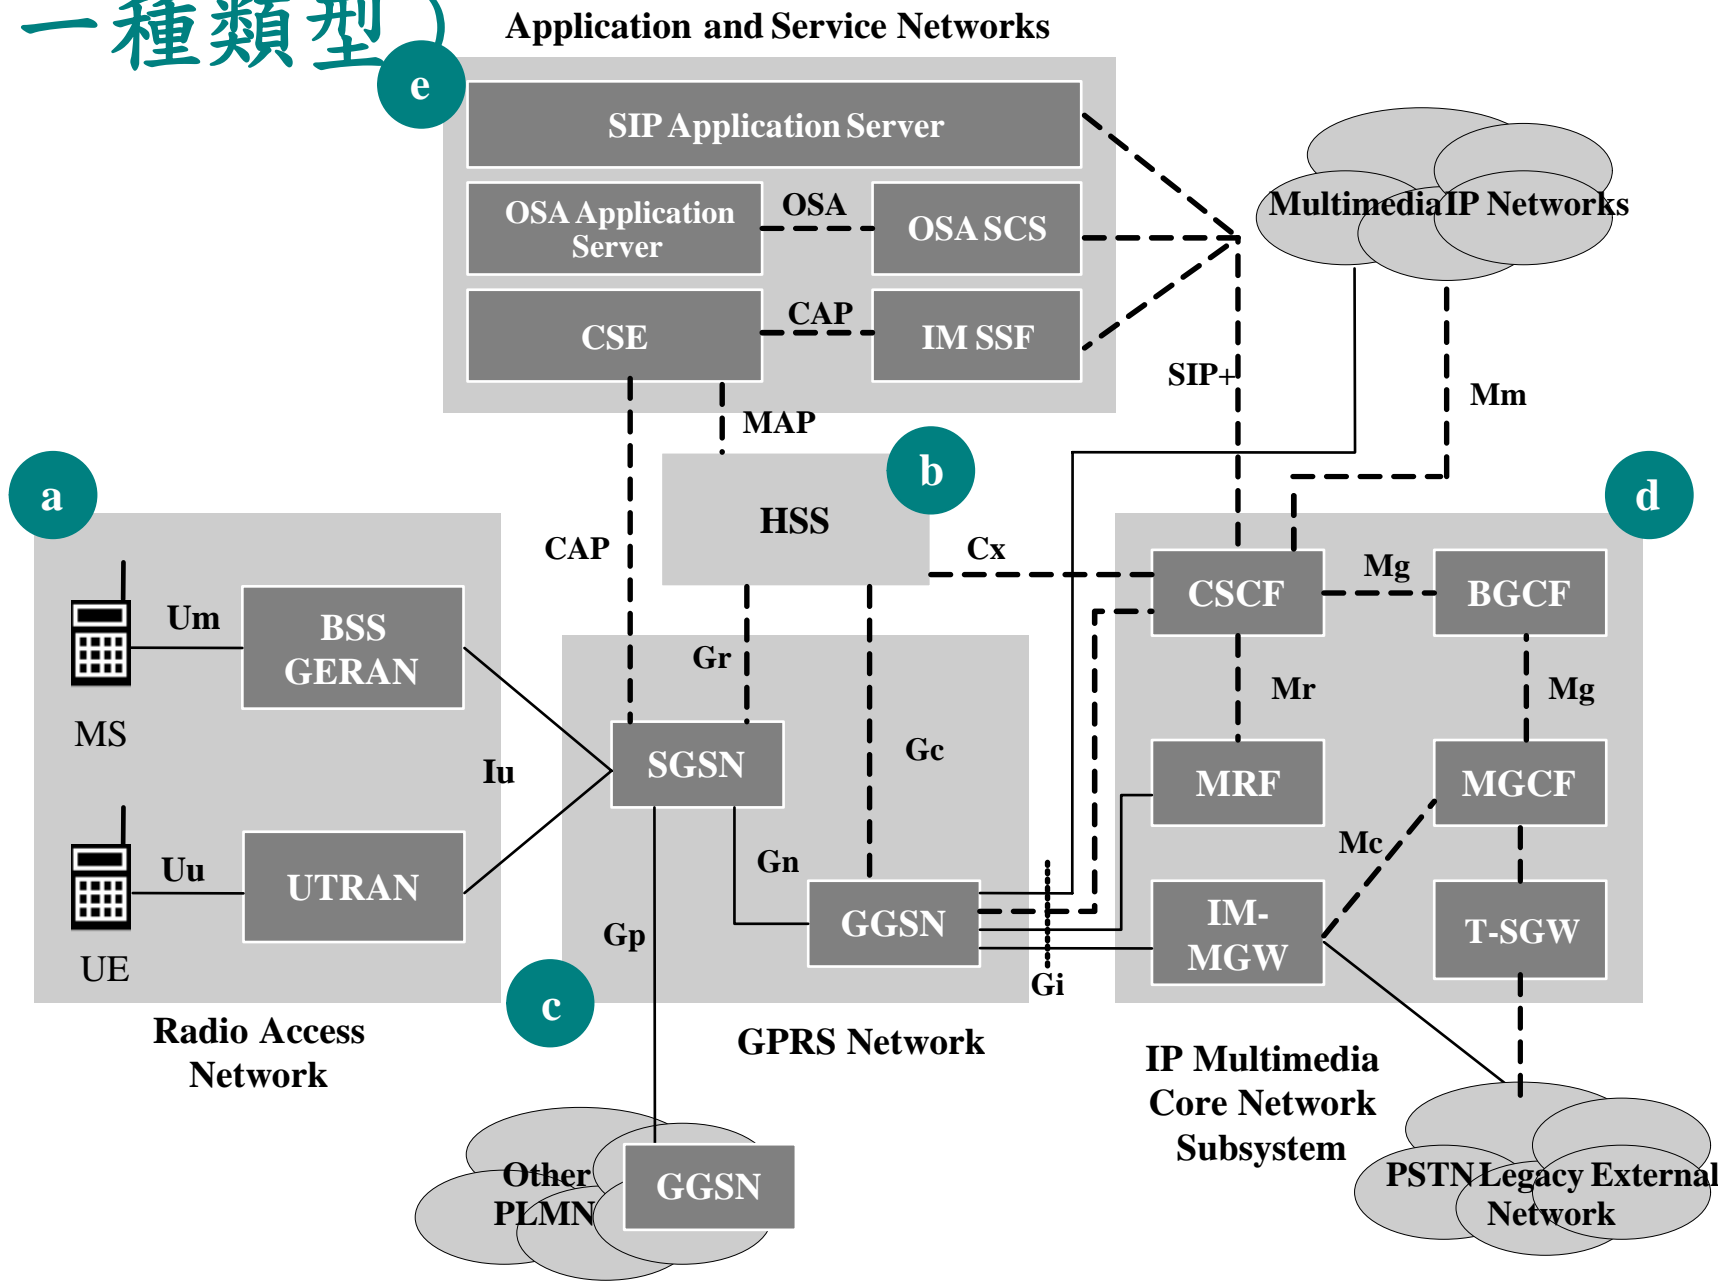 一種類型）
Application and Service Networks
e
SIP Application Server
OSA Application
Server
OSA
OSA SCS
CSE
CAP
IM SSF
Multimedia IP Networks
SIP+
Mm
MAP
a
b
d
HSS
CAP
Cx
CSCF
Mg
BGCF
Um
BSS
GERAN
Gr
Mr
Mg
MS
Iu
SGSN
Gc
MRF
MGCF
Mc
Uu
UTRAN
Gn
Gp
GGSN
IM-
MGW
T-SGW
UE
Gi
c
Radio Access
Network
GPRS Network
IP Multimedia
Core Network
Subsystem
Other
PLMN
GGSN
PSTN Legacy External
Network